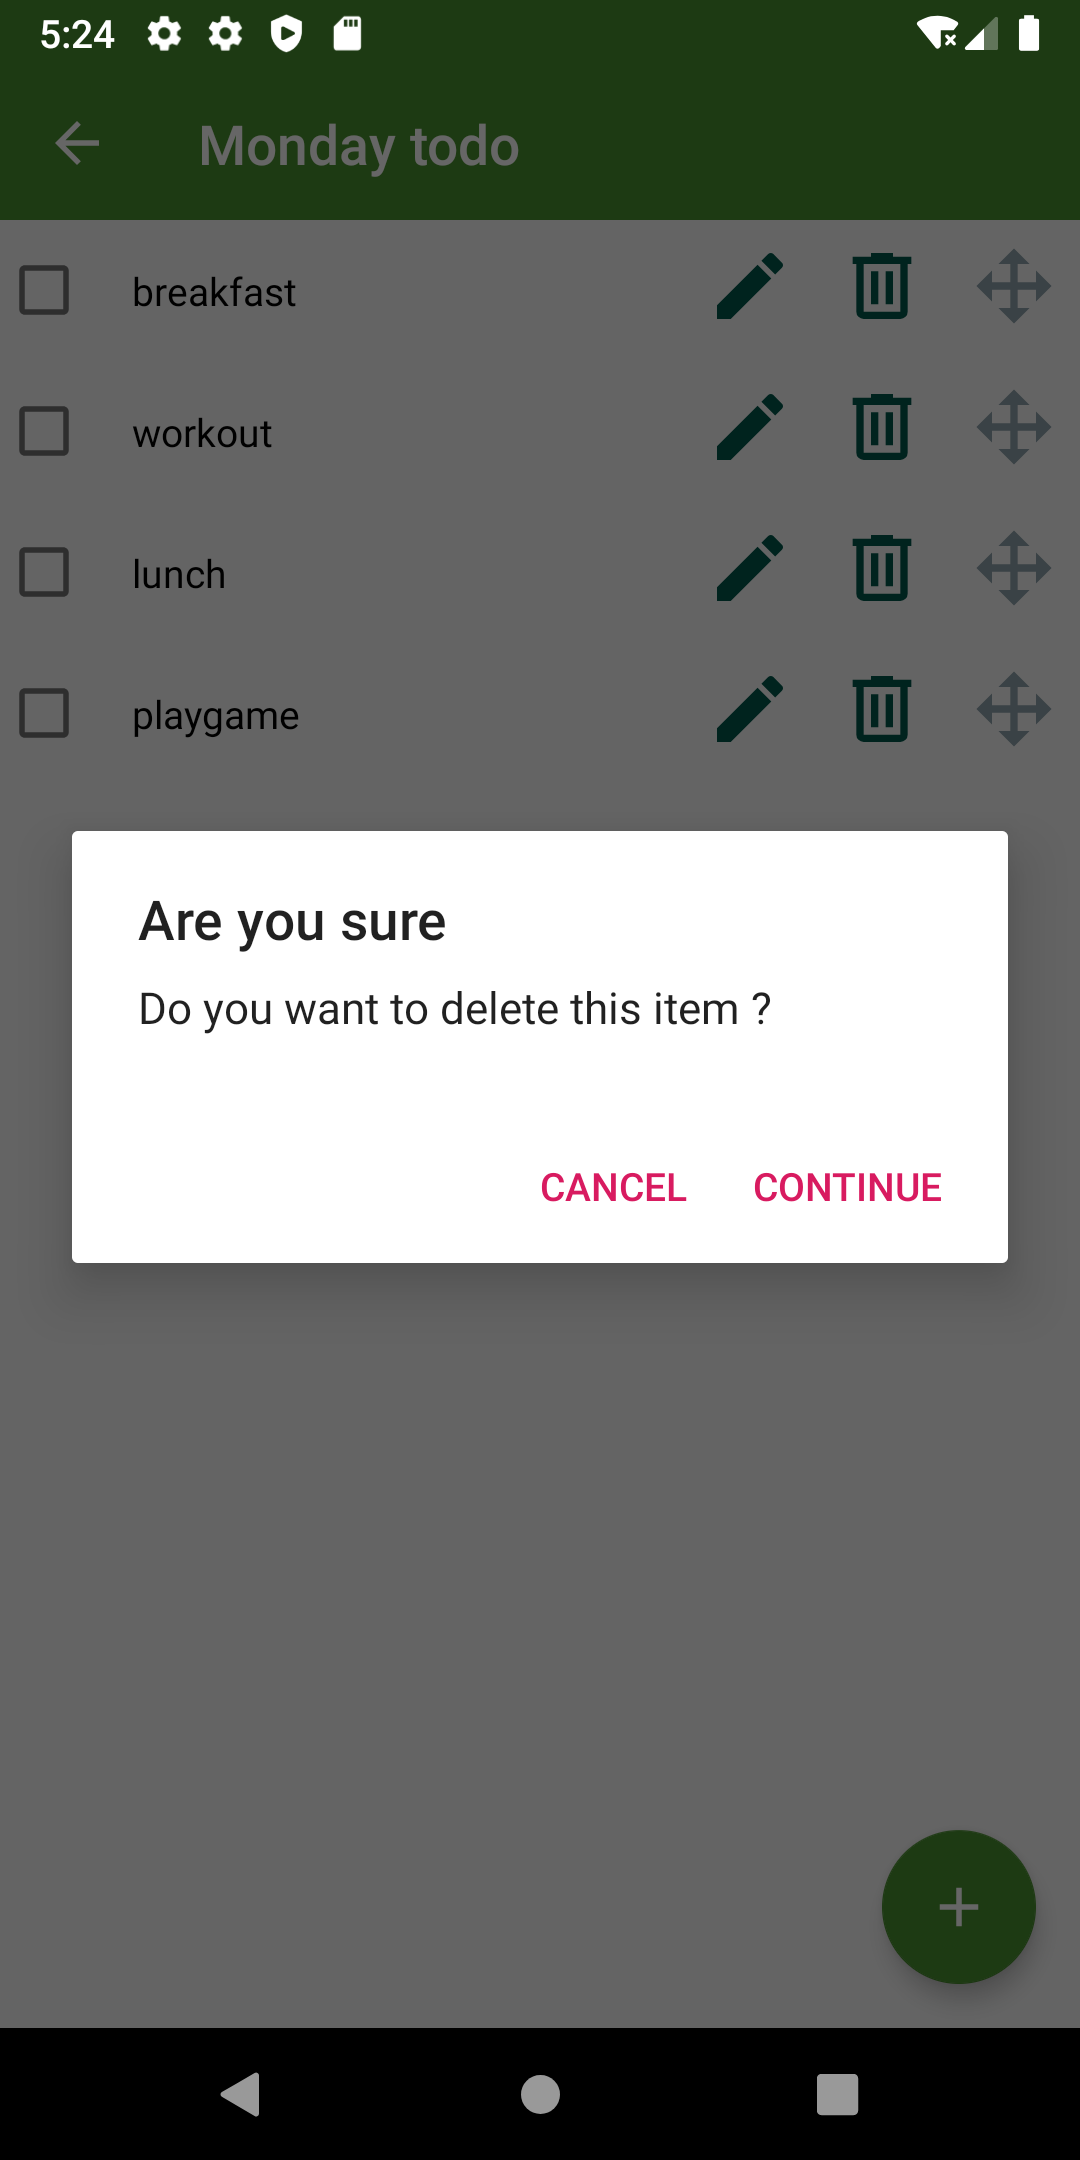 5:24
Monday todo
breakfast
workout
lunch
playgame
Are you sure
Do you want to delete this item ?
CANCEL CONTINUE